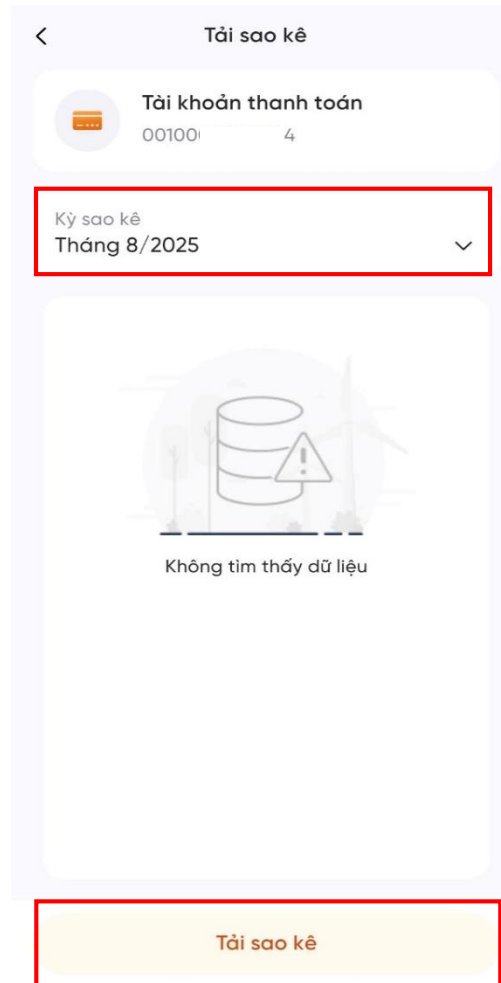 Tải sao kê
Tài khoản thanh toán
00100 4
Kỳ sao kê
Tháng 8/2025
Không tìm thấy dữ liệu
Tải sao kê